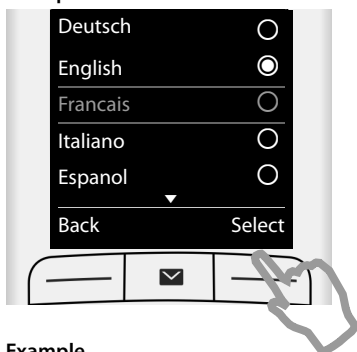 Deutsch
English
Francais
Italiano
Espanol
Back Select
Example